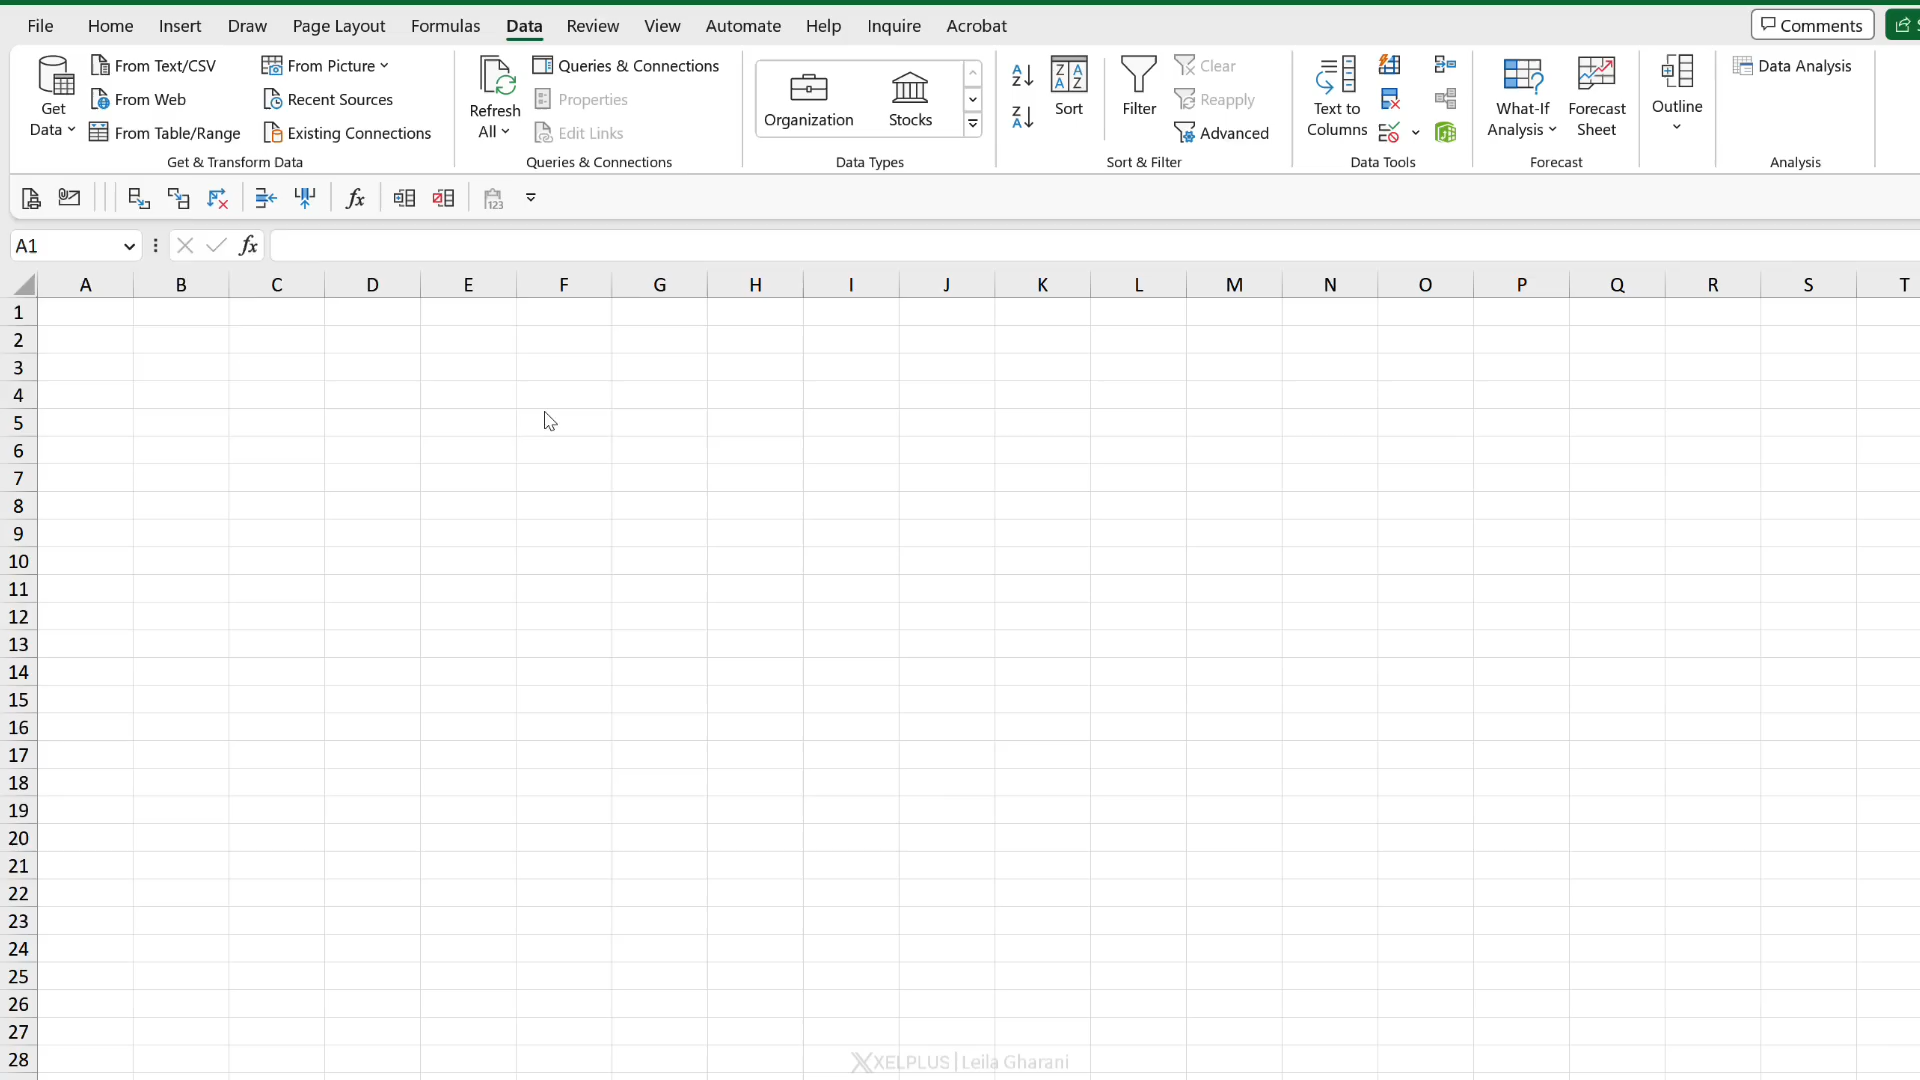 File Home Insert Draw Page Layout Formulas Data Review View Automate Help Inquire Acrobat Comments
Get Data
From Text/CSV
From Web
From Table/Range
From Picture
Recent Sources
Existing Connections
Get & Transform Data
Refresh All
Queries & Connections
Properties
Edit Links
Queries & Connections
Organization
Stocks
Data Types
Sort
Filter
Clear
Reapply
Advanced
Sort & Filter
Text to
Columns
Data Tools
What-If
Analysis
Forecast
Sheet
Forecast
Outline
Data Analysis
Analysis
A1
fx
A B C D E F G H I J K L M N O P Q R S T
1
2
3
4
5
6
7
8
9
10
11
12
13
14
15
16
17
18
19
20
21
22
23
24
25
26
27
28
XELPLUS | Leila Gharani